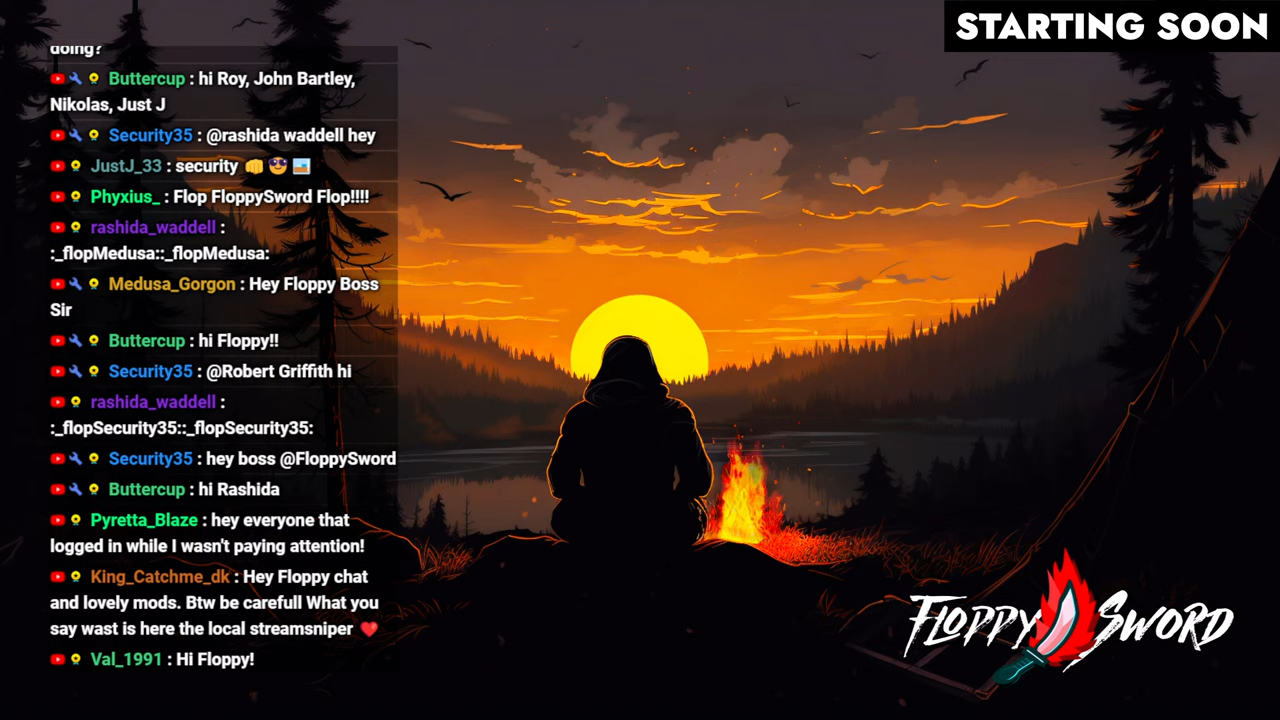 STARTING SOON
doing?
Buttercup : hi Roy, John Bartley,
Nikolas, Just J
Security35 : @rashida waddell hey
JustJ_33 : security 👊😎🖼️
Phyxius_ : Flop FloppySword Flop!!!!
rashida_waddell :
:_flopMedusa::_flopMedusa:
Medusa_Gorgon : Hey Floppy Boss
Sir
Buttercup : hi Floppy!!
Security35 : @Robert Griffith hi
rashida_waddell :
:_flopSecurity35::_flopSecurity35:
Security35 : hey boss @FloppySword
Buttercup : hi Rashida
Pyretta_Blaze : hey everyone that
logged in while I wasn't paying attention!
King_Catchme_dk : Hey Floppy chat
and lovely mods. Btw be carefull What you
say wast is here the local streamsniper ❤️
Val_1991 : Hi Floppy!
FLOPPY SWORD